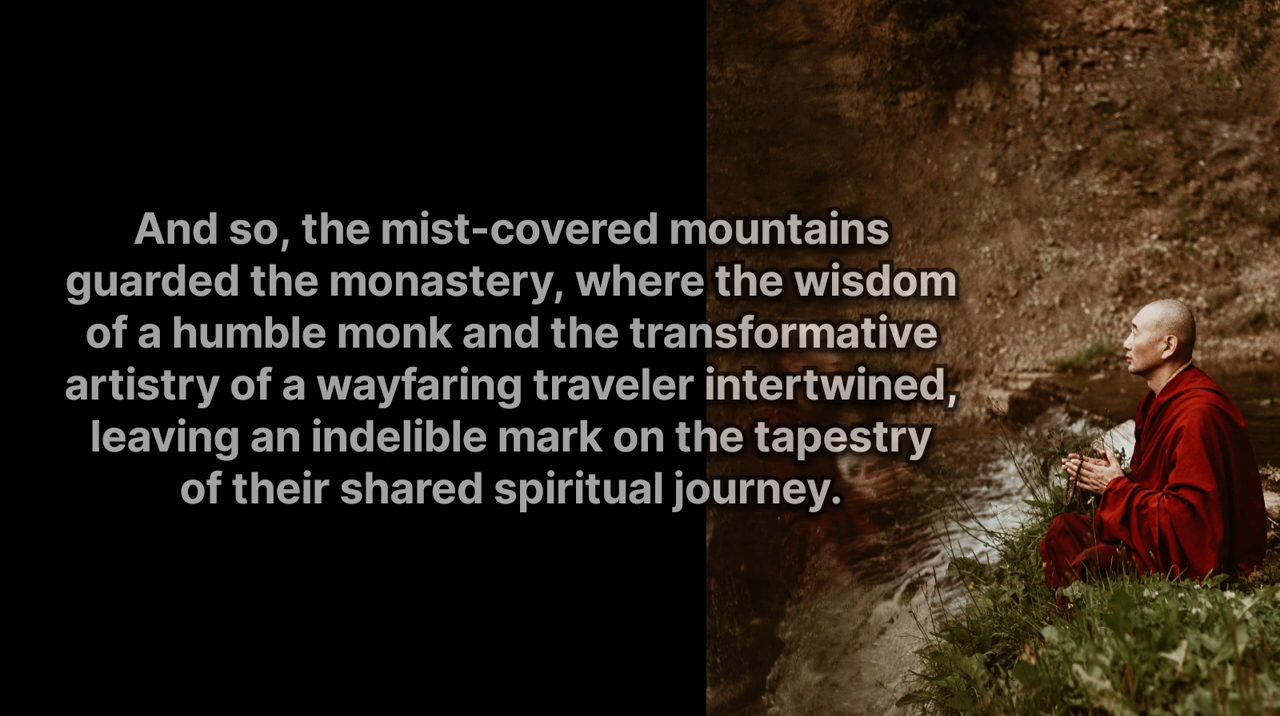 And so, the mist-covered mountains
guarded the monastery, where the wisdom
of a humble monk and the transformative
artistry of a wayfaring traveler intertwined,
leaving an indelible mark on the tapestry
of their shared spiritual journey.